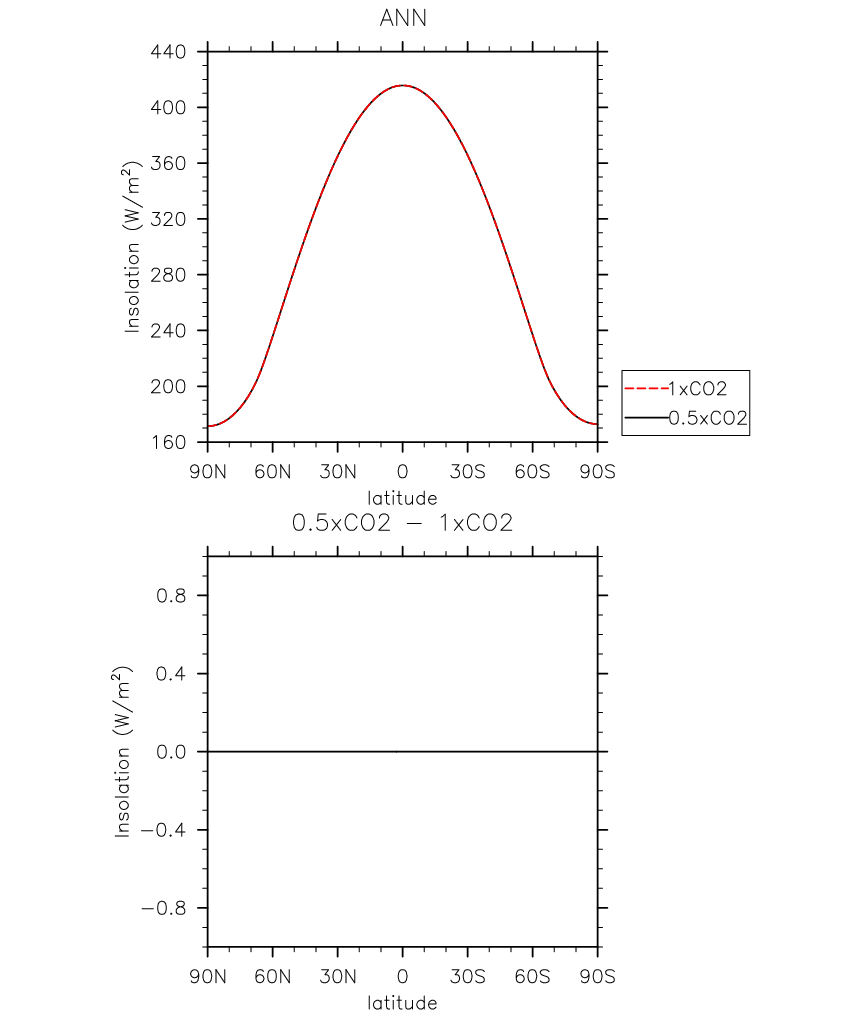 ANN
440
400
360
320
280
240
200
160
Insolation (W/m²)
90N 60N 30N 0 30S 60S 90S
latitude
1xCO2
0.5xCO2
0.5xCO2 − 1xCO2
0.8
0.4
0.0
−0.4
−0.8
Insolation (W/m²)
90N 60N 30N 0 30S 60S 90S
latitude